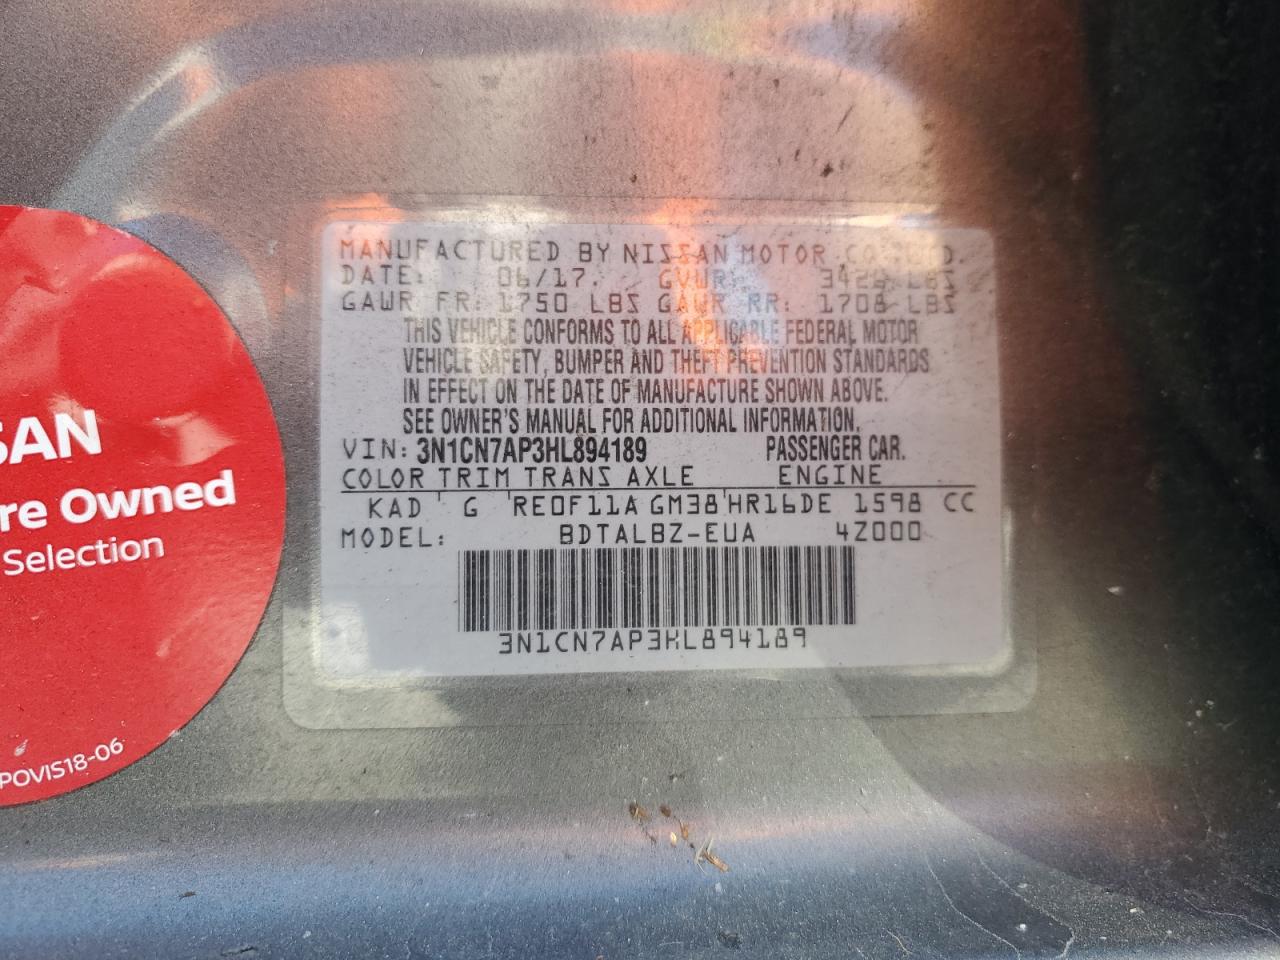 MANUFACTURED BY NISSAN MOTOR CO.,LTD.
DATE: 06/17. GVWR: LBS
GAWR FR: 1750 LBS GAWR RR: 1708 LBS
THIS VEHICLE CONFORMS TO ALL APPLICABLE FEDERAL MOTOR
VEHICLE SAFETY, BUMPER AND THEFT PREVENTION STANDARDS
IN EFFECT ON THE DATE OF MANUFACTURE SHOWN ABOVE.
SEE OWNER'S MANUAL FOR ADDITIONAL INFORMATION.
VIN: 3N1CN7AP3HL894189 PASSENGER CAR.
COLOR TRIM TRANS AXLE ENGINE
KAD G RE0F11A GM38 HR16DE 1598 CC
MODEL: BDTALBZ-EUA 4Z000
3N1CN7AP3HL894189
SAN
re Owned
Selection
POVIS18-06